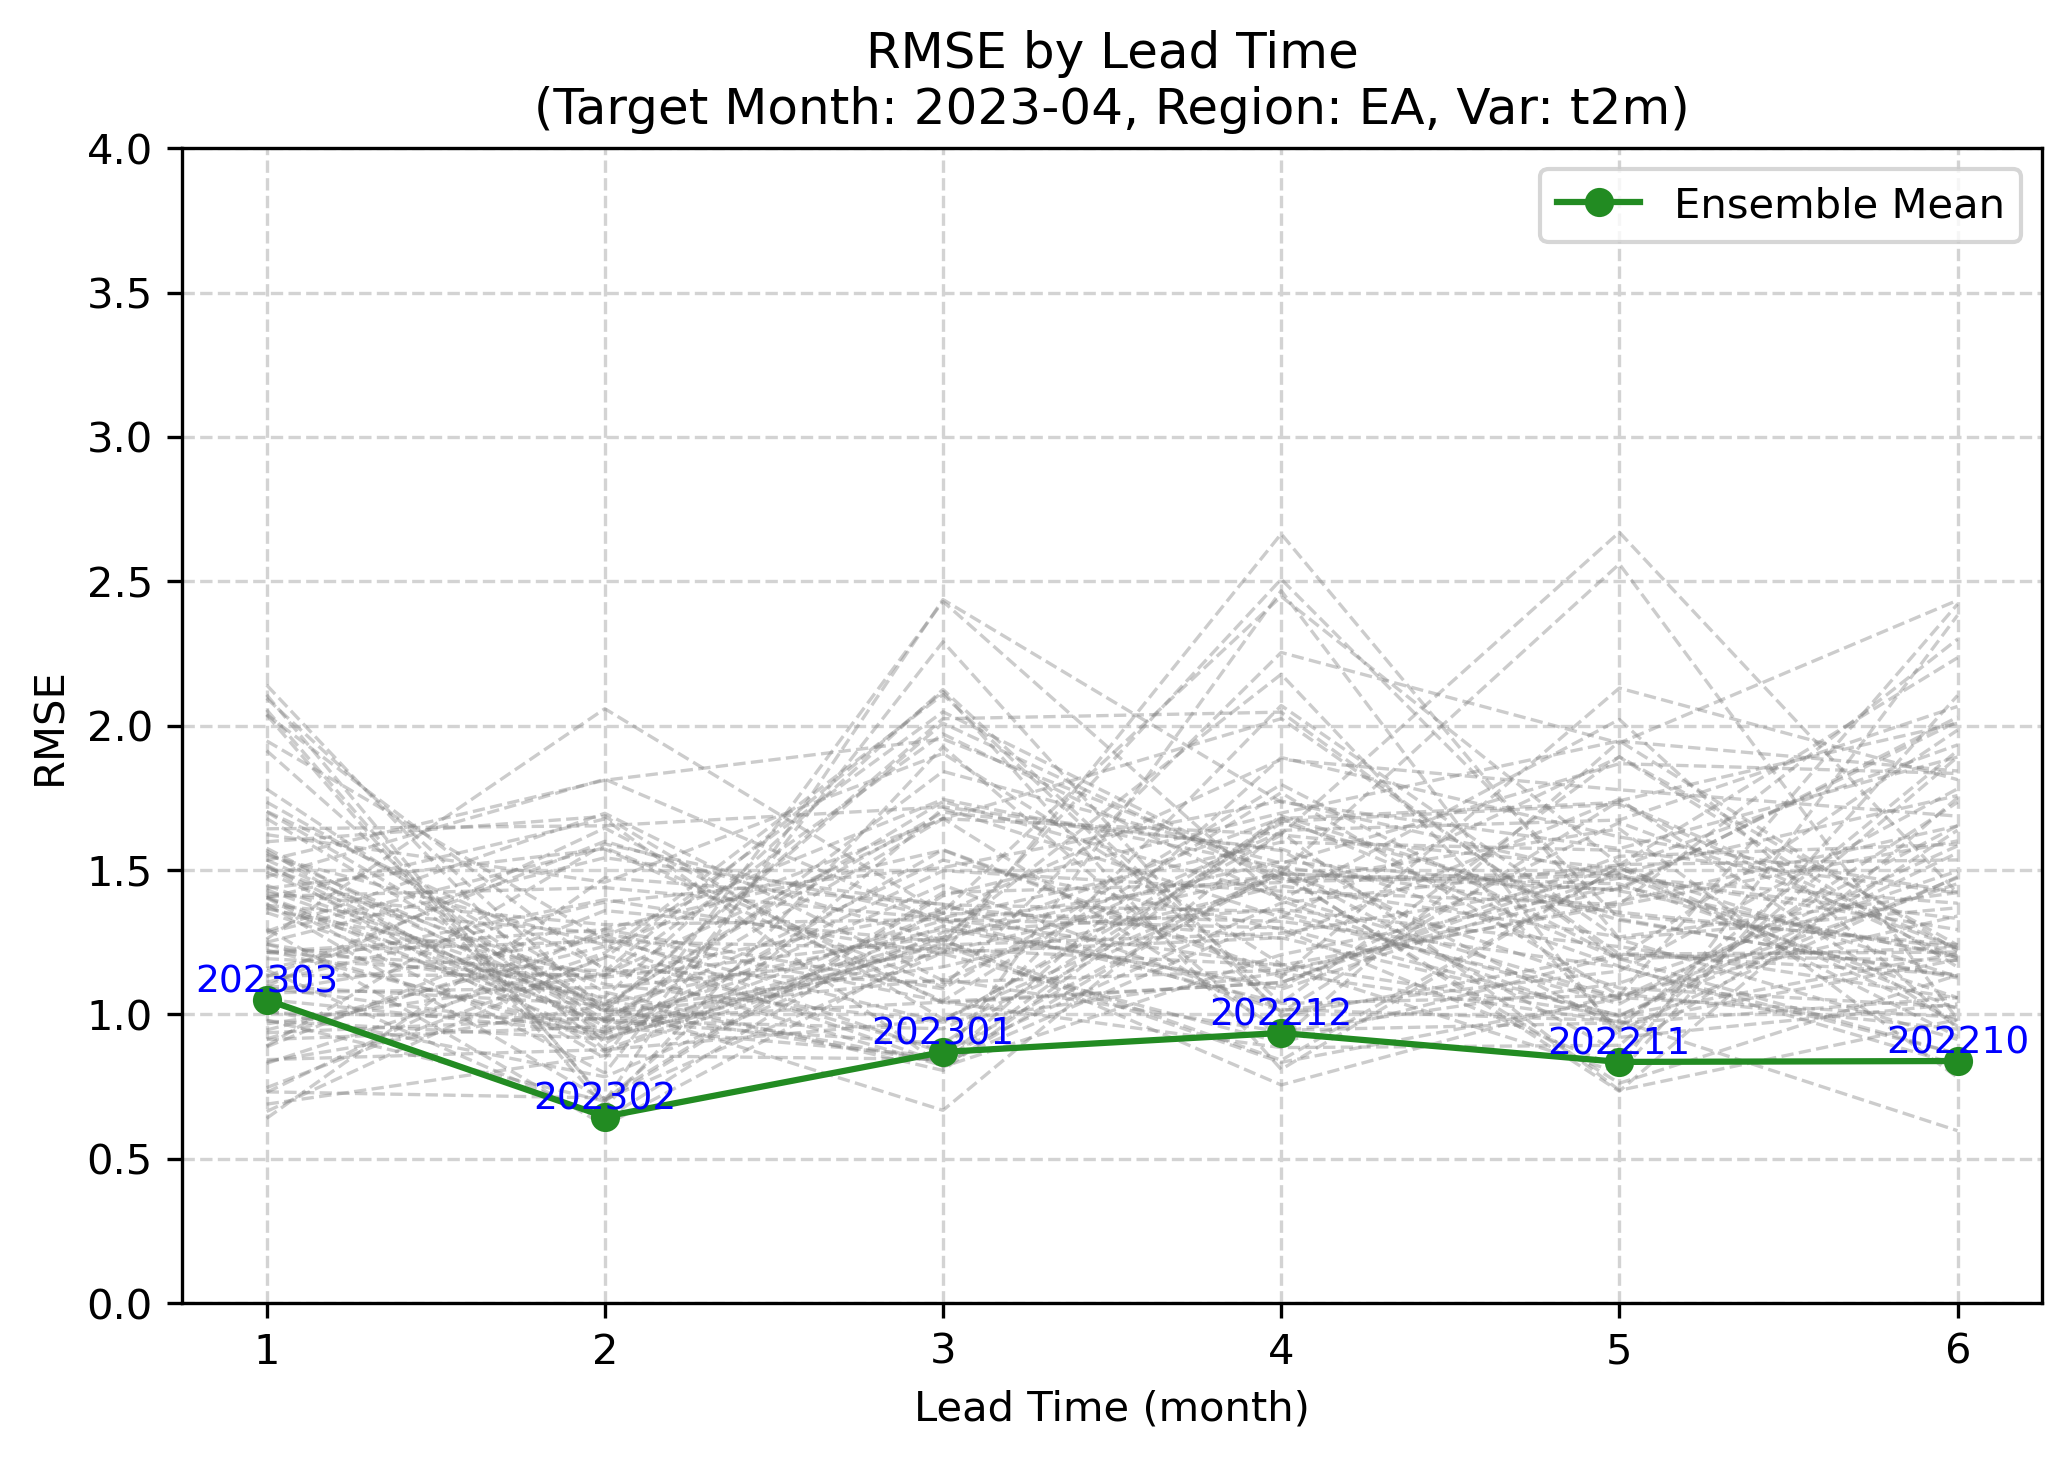 RMSE by Lead Time
(Target Month: 2023-04, Region: EA, Var: t2m)
4.0
3.5
3.0
2.5
2.0
1.5
1.0
0.5
0.0
RMSE
Ensemble Mean
202303
202302
202301
202212
202211
202210
1 2 3 4 5 6
Lead Time (month)